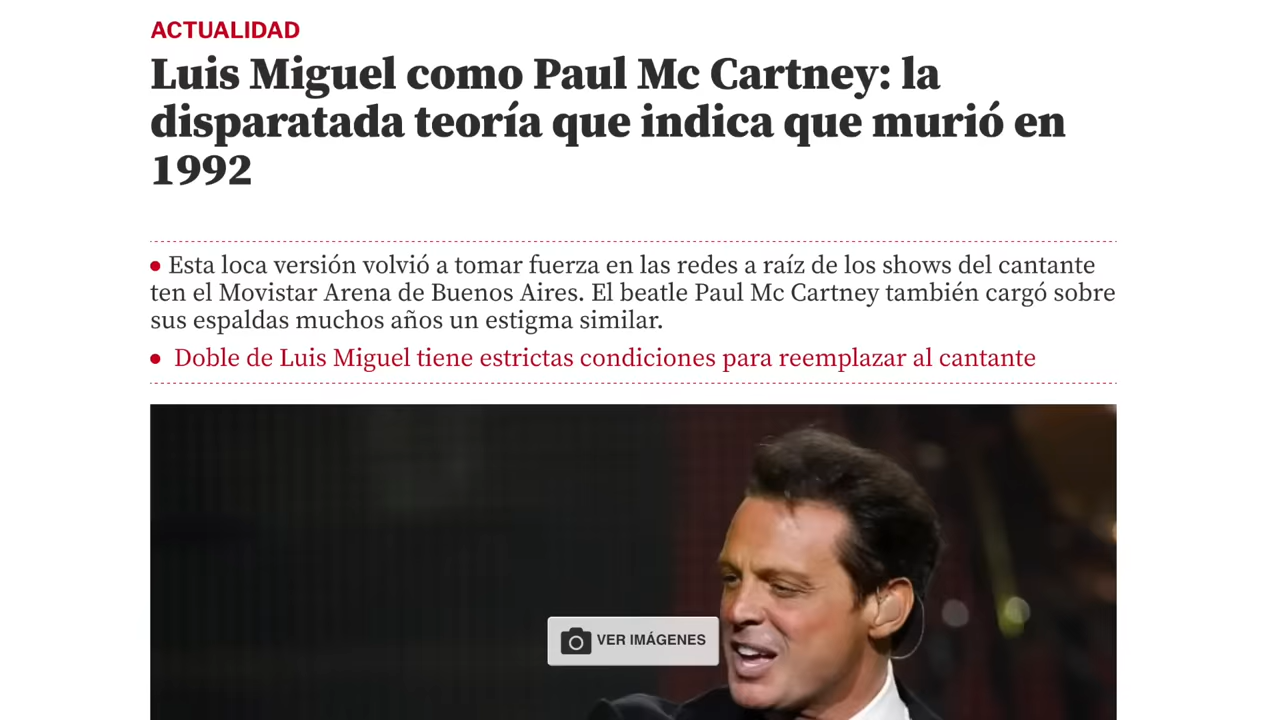 ACTUALIDAD
Luis Miguel como Paul Mc Cartney: la
disparatada teoría que indica que murió en
1992
• Esta loca versión volvió a tomar fuerza en las redes a raíz de los shows del cantante
ten el Movistar Arena de Buenos Aires. El beatle Paul Mc Cartney también cargó sobre
sus espaldas muchos años un estigma similar.
• Doble de Luis Miguel tiene estrictas condiciones para reemplazar al cantante
VER IMÁGENES